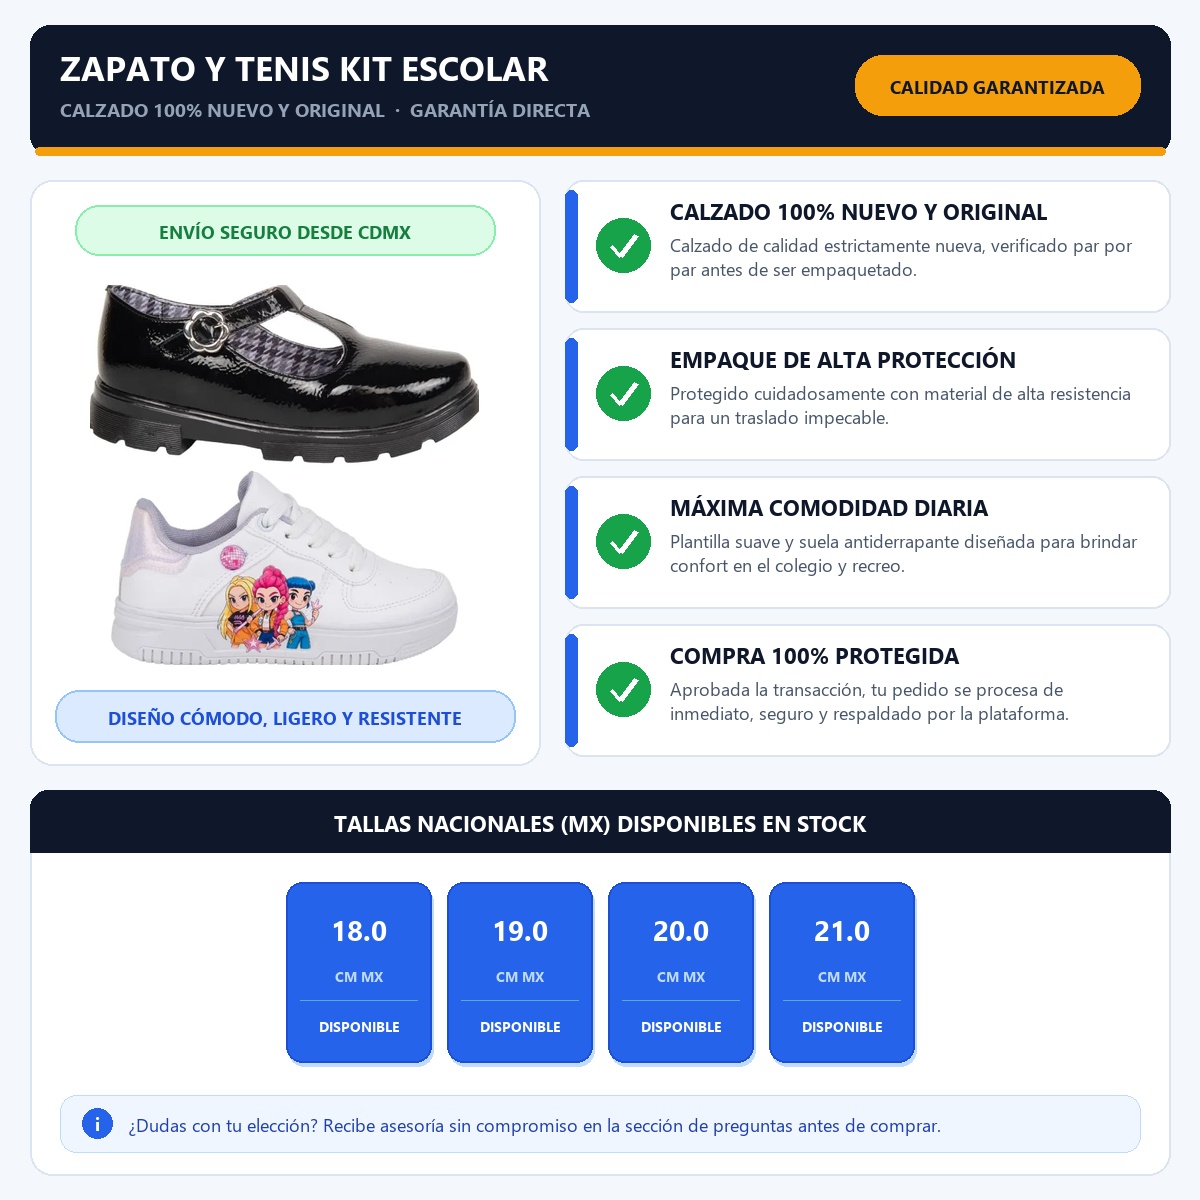 ZAPATO Y TENIS KIT ESCOLAR
CALZADO 100% NUEVO Y ORIGINAL · GARANTÍA DIRECTA
CALIDAD GARANTIZADA
ENVÍO SEGURO DESDE CDMX
DISEÑO CÓMODO, LIGERO Y RESISTENTE
CALZADO 100% NUEVO Y ORIGINAL
Calzado de calidad estrictamente nueva, verificado par por
par antes de ser empaquetado.
EMPAQUE DE ALTA PROTECCIÓN
Protegido cuidadosamente con material de alta resistencia
para un traslado impecable.
MÁXIMA COMODIDAD DIARIA
Plantilla suave y suela antiderrapante diseñada para brindar
confort en el colegio y recreo.
COMPRA 100% PROTEGIDA
Aprobada la transacción, tu pedido se procesa de
inmediato, seguro y respaldado por la plataforma.
TALLAS NACIONALES (MX) DISPONIBLES EN STOCK
18.0
CM MX
DISPONIBLE
19.0
CM MX
DISPONIBLE
20.0
CM MX
DISPONIBLE
21.0
CM MX
DISPONIBLE
¿Dudas con tu elección? Recibe asesoría sin compromiso en la sección de preguntas antes de comprar.